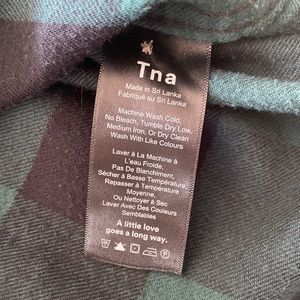 Tna
Made in Sri Lanka
Fabriqué au Sri Lanka
Machine Wash Cold,
No Bleach, Tumble Dry Low,
Medium Iron, Or Dry Clean
Wash With Like Colours
Laver À La Machine À
L'eau Froide,
Pas De Blanchiment,
Sécher À Basse Température
Repasser À Température
Moyenne,
Ou Nettoyer À Sec
Laver Avec Des Couleurs
Semblables
A little love
goes a long way.